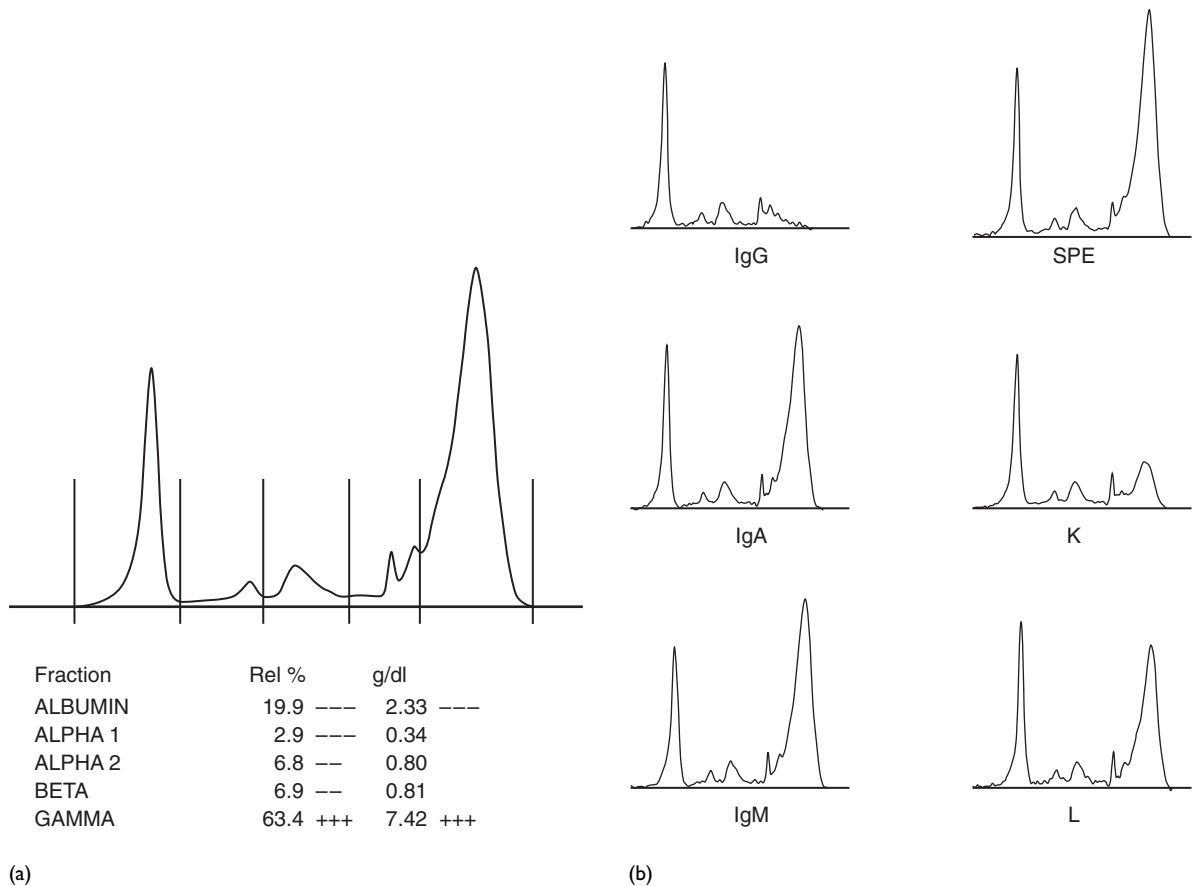 IgG
SPE
IgA
K
IgM
L
Fraction Rel % g/dl
ALBUMIN 19.9 −−− 2.33 −−−
ALPHA 1 2.9 −−− 0.34
ALPHA 2 6.8 −− 0.80
BETA 6.9 −− 0.81
GAMMA 63.4 +++ 7.42 +++
(a)
(b)